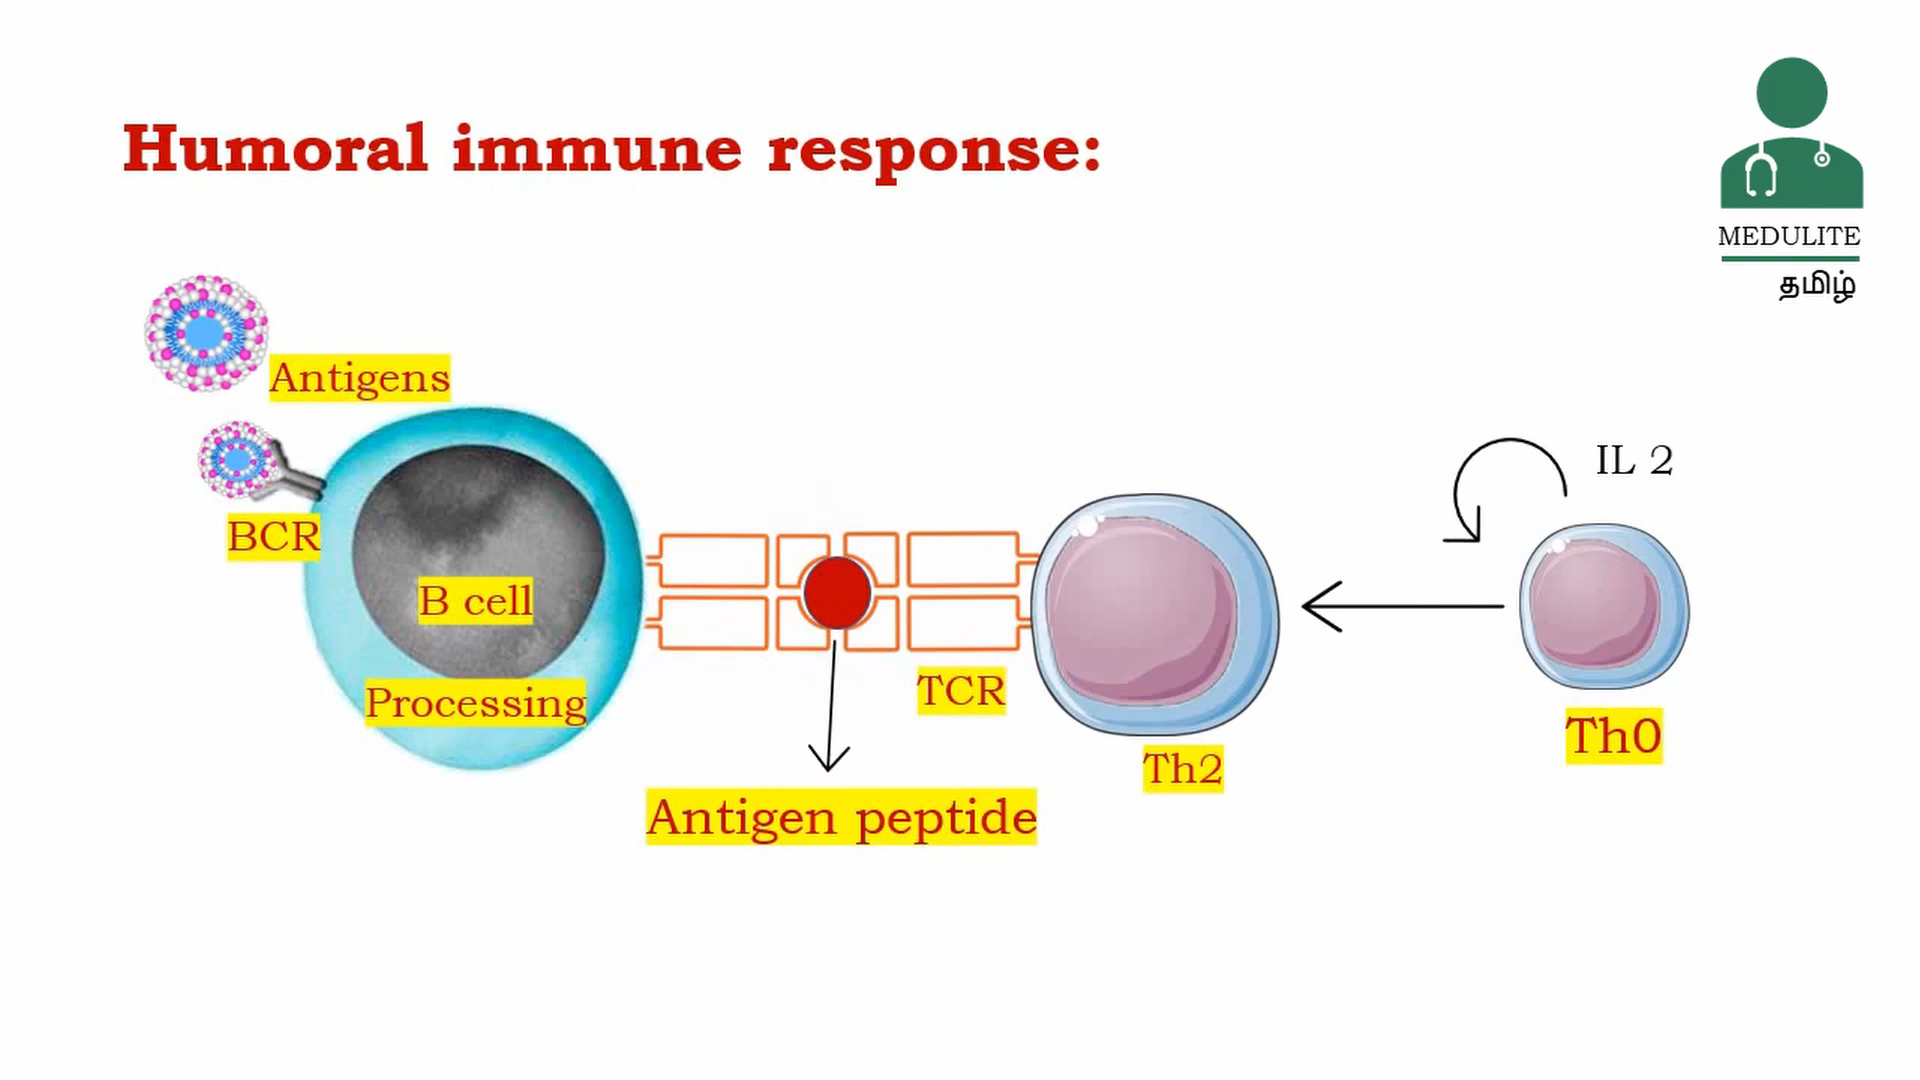 Humoral immune response:
MEDULITE
தமிழ்
Antigens
BCR
B cell
Processing
TCR
Antigen peptide
Th2
IL 2
Th0